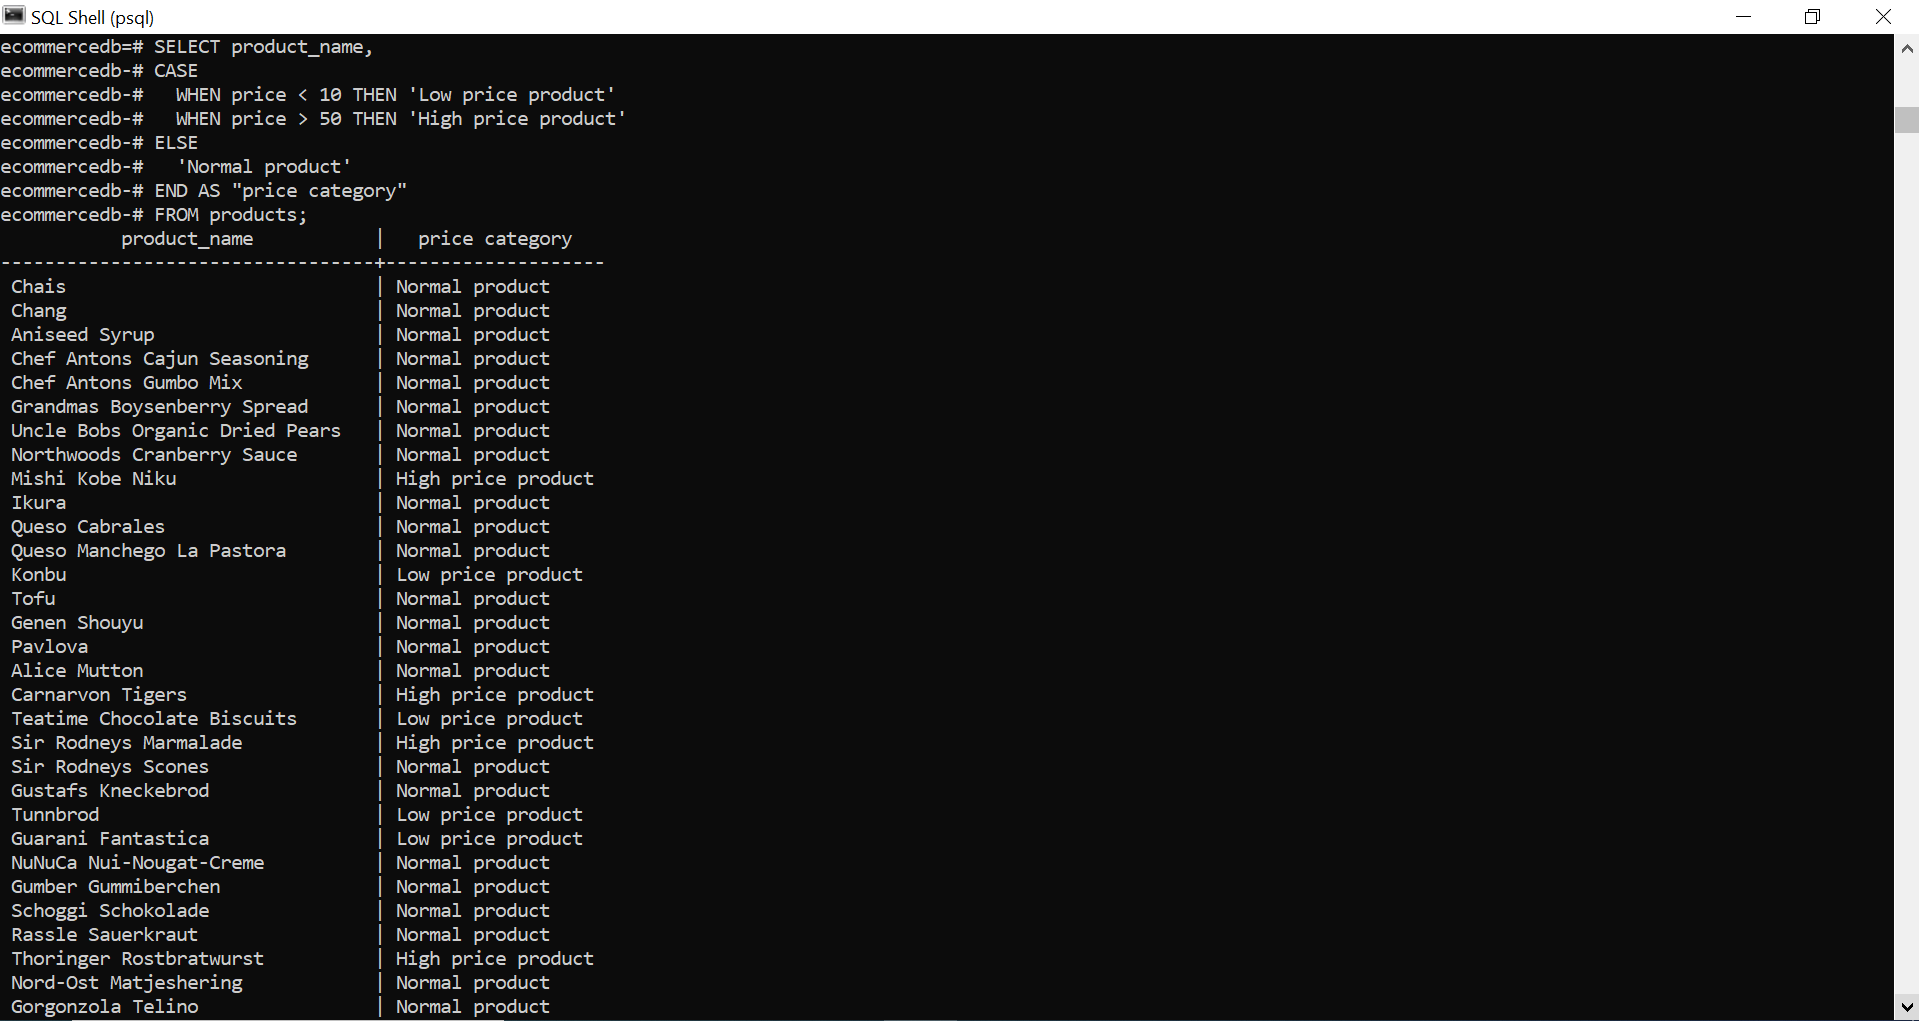 SQL Shell (psql)
ecommercedb=# SELECT product_name,
ecommercedb-# CASE
ecommercedb-#   WHEN price < 10 THEN 'Low price product'
ecommercedb-#   WHEN price > 50 THEN 'High price product'
ecommercedb-# ELSE
ecommercedb-#   'Normal product'
ecommercedb-# END AS "price category"
ecommercedb-# FROM products;
           product_name           |   price category
----------------------------------+--------------------
 Chais                            | Normal product
 Chang                            | Normal product
 Aniseed Syrup                    | Normal product
 Chef Antons Cajun Seasoning      | Normal product
 Chef Antons Gumbo Mix            | Normal product
 Grandmas Boysenberry Spread      | Normal product
 Uncle Bobs Organic Dried Pears   | Normal product
 Northwoods Cranberry Sauce       | Normal product
 Mishi Kobe Niku                  | High price product
 Ikura                            | Normal product
 Queso Cabrales                   | Normal product
 Queso Manchego La Pastora        | Normal product
 Konbu                            | Low price product
 Tofu                             | Normal product
 Genen Shouyu                     | Normal product
 Pavlova                          | Normal product
 Alice Mutton                     | Normal product
 Carnarvon Tigers                 | High price product
 Teatime Chocolate Biscuits       | Low price product
 Sir Rodneys Marmalade            | High price product
 Sir Rodneys Scones               | Normal product
 Gustafs Kneckebrod               | Normal product
 Tunnbrod                         | Low price product
 Guarani Fantastica               | Low price product
 NuNuCa Nui-Nougat-Creme          | Normal product
 Gumber Gummiberchen              | Normal product
 Schoggi Schokolade               | Normal product
 Rassle Sauerkraut                | Normal product
 Thoringer Rostbratwurst          | High price product
 Nord-Ost Matjeshering            | Normal product
 Gorgonzola Telino                | Normal product